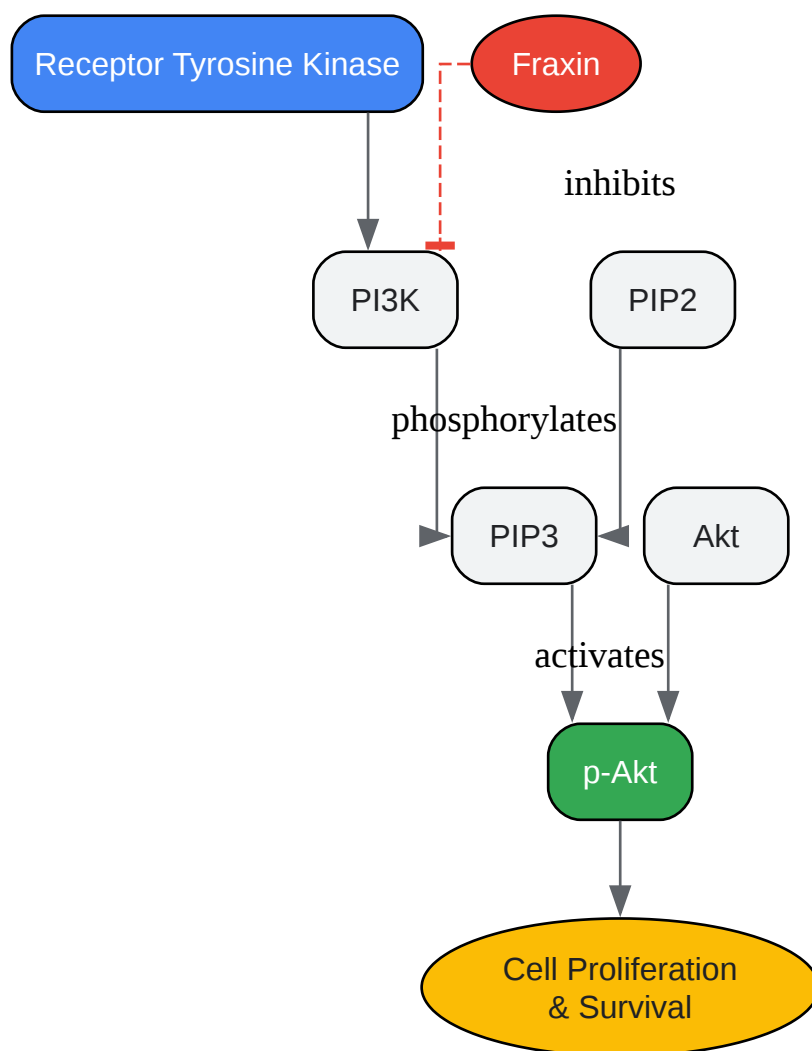 Receptor Tyrosine Kinase
Fraxin
inhibits
PI3K
PIP2
phosphorylates
PIP3
Akt
activates
p-Akt
Cell Proliferation
& Survival